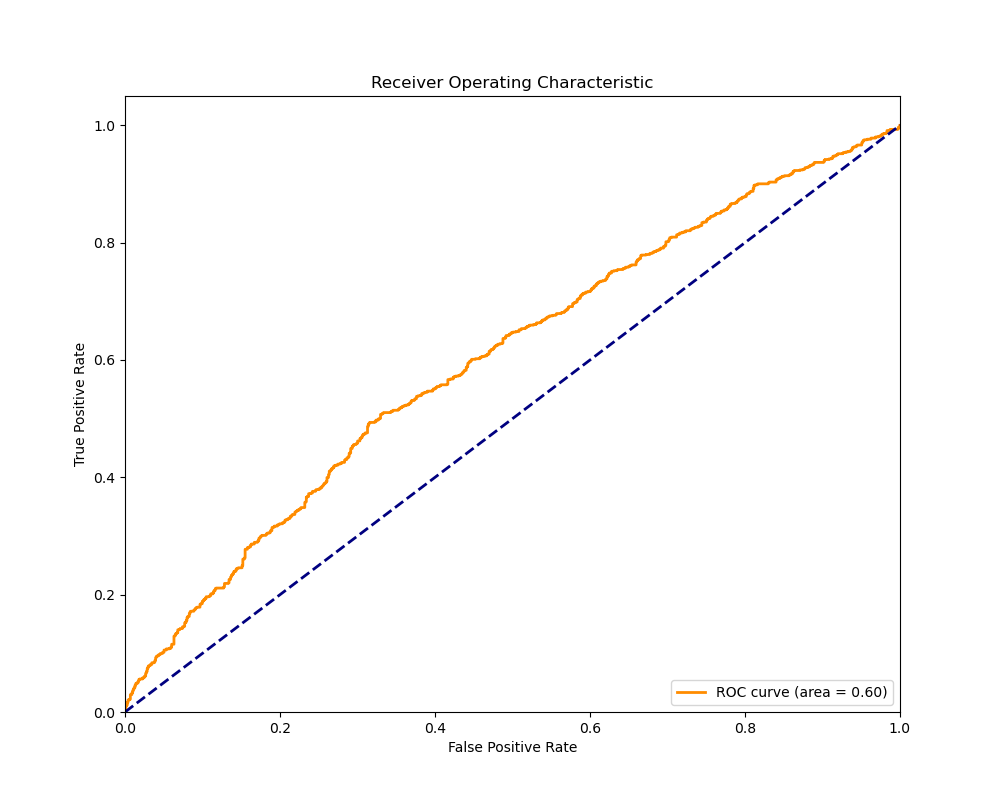 Receiver Operating Characteristic
True Positive Rate
1.0
0.8
0.6
0.4
0.2
0.0
ROC curve (area = 0.60)
0.0 0.2 0.4 0.6 0.8 1.0
False Positive Rate